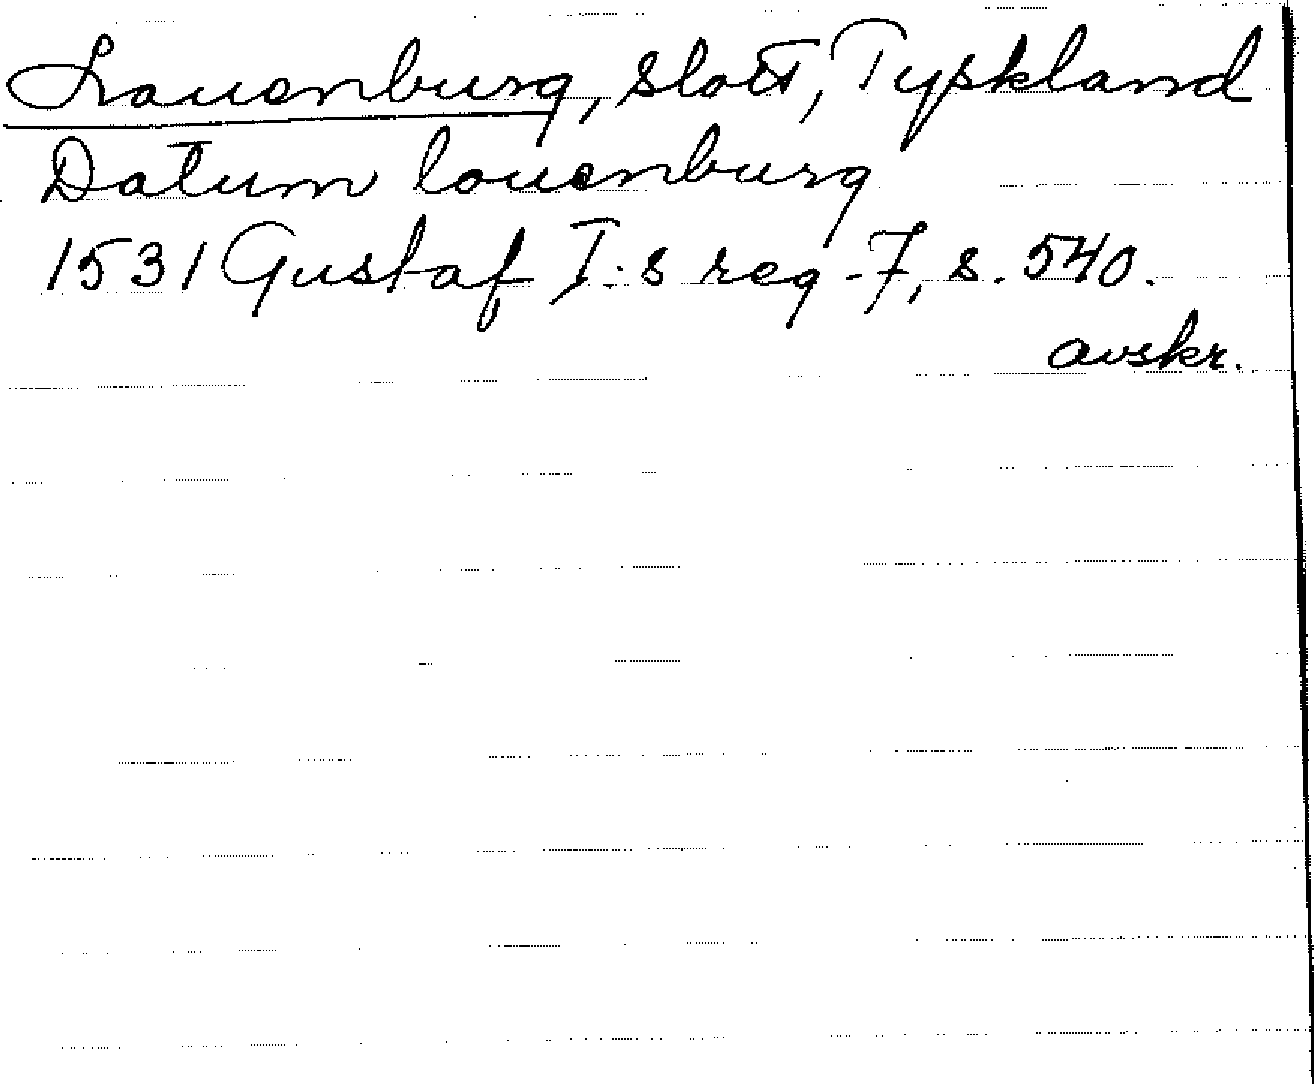 Lauenburg, slott, Tyskland
Datum louenburg
1531 Gustaf I:s reg. 7, s. 540.
avskr.